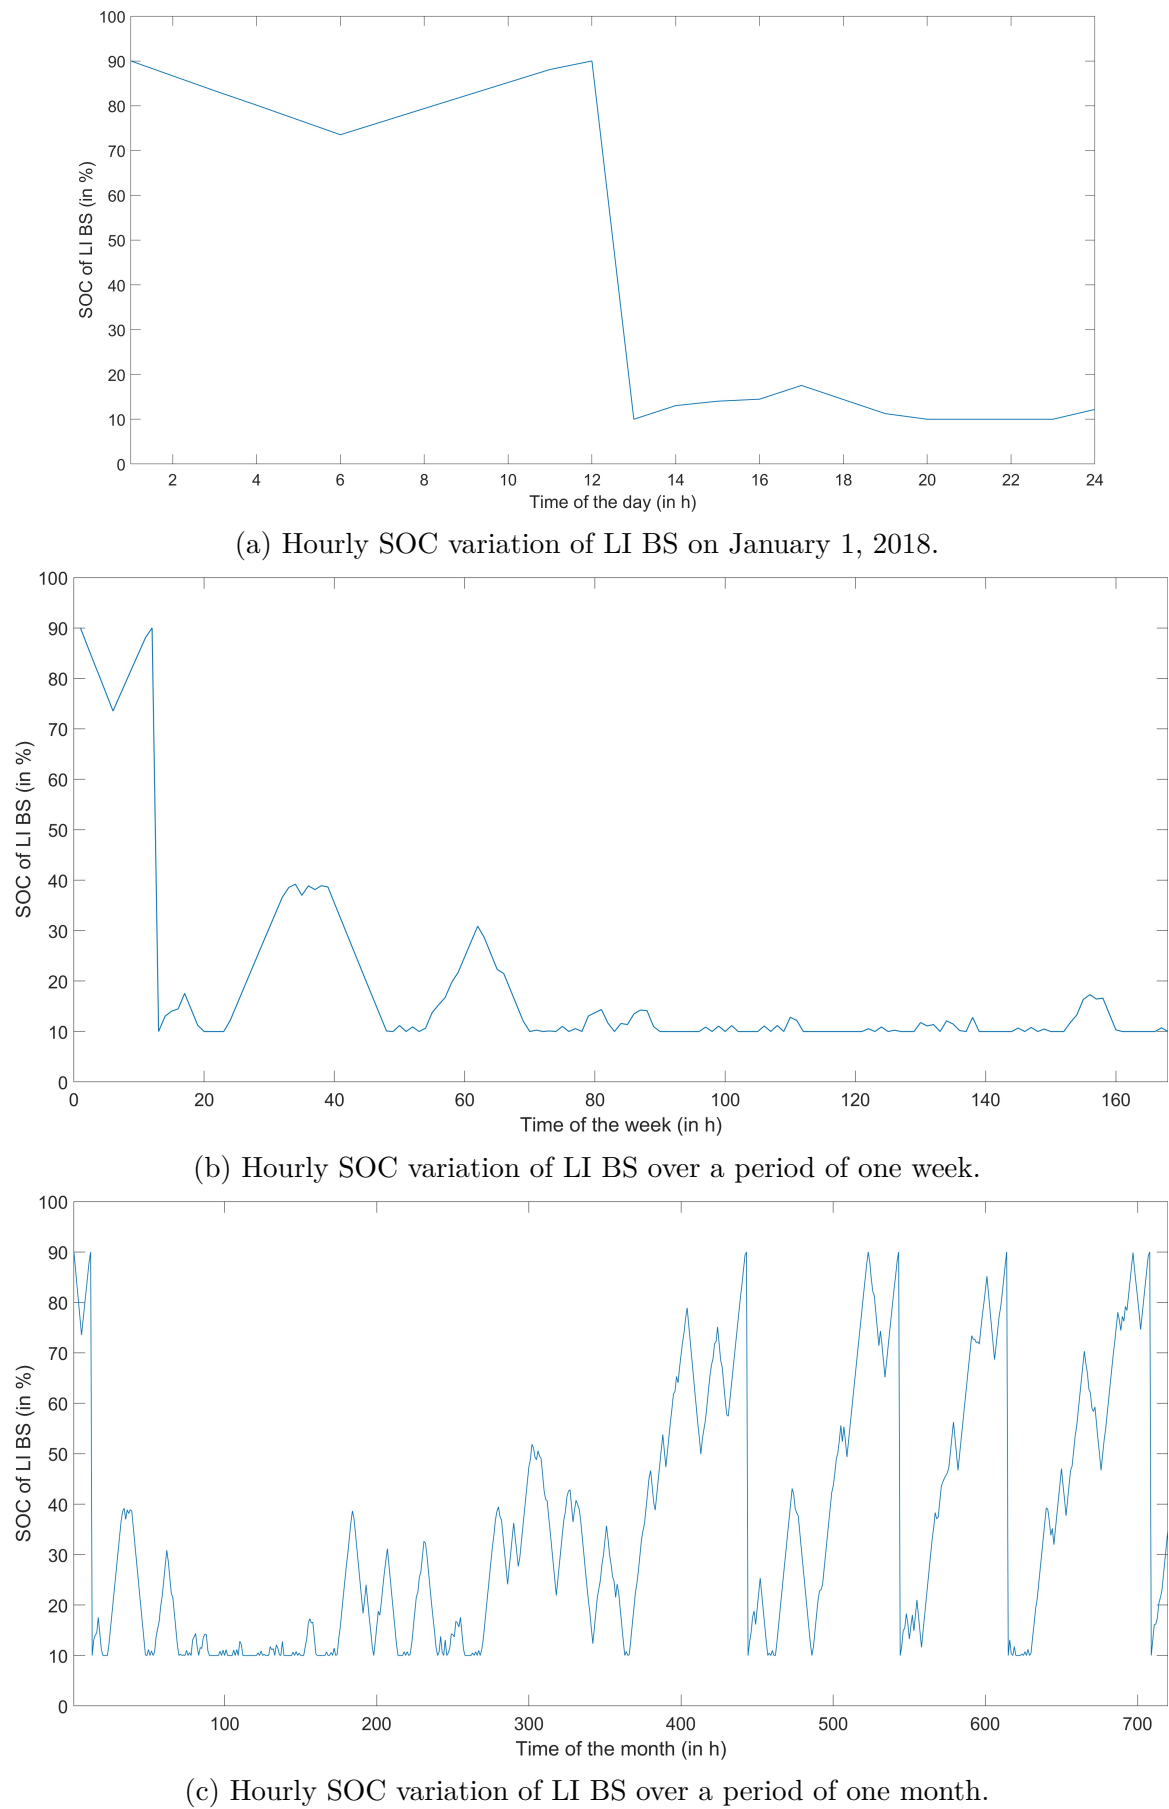 100
90
80
70
60
50
40
30
20
10
0
SOC of LI BS (in %)
2 4 6 8 10 12 14 16 18 20 22 24
Time of the day (in h)
(a) Hourly SOC variation of LI BS on January 1, 2018.
100
90
80
70
60
50
40
30
20
10
0
SOC of LI BS (in %)
0 20 40 60 80 100 120 140 160
Time of the week (in h)
(b) Hourly SOC variation of LI BS over a period of one week.
100
90
80
70
60
50
40
30
20
10
0
SOC of LI BS (in %)
100 200 300 400 500 600 700
Time of the month (in h)
(c) Hourly SOC variation of LI BS over a period of one month.